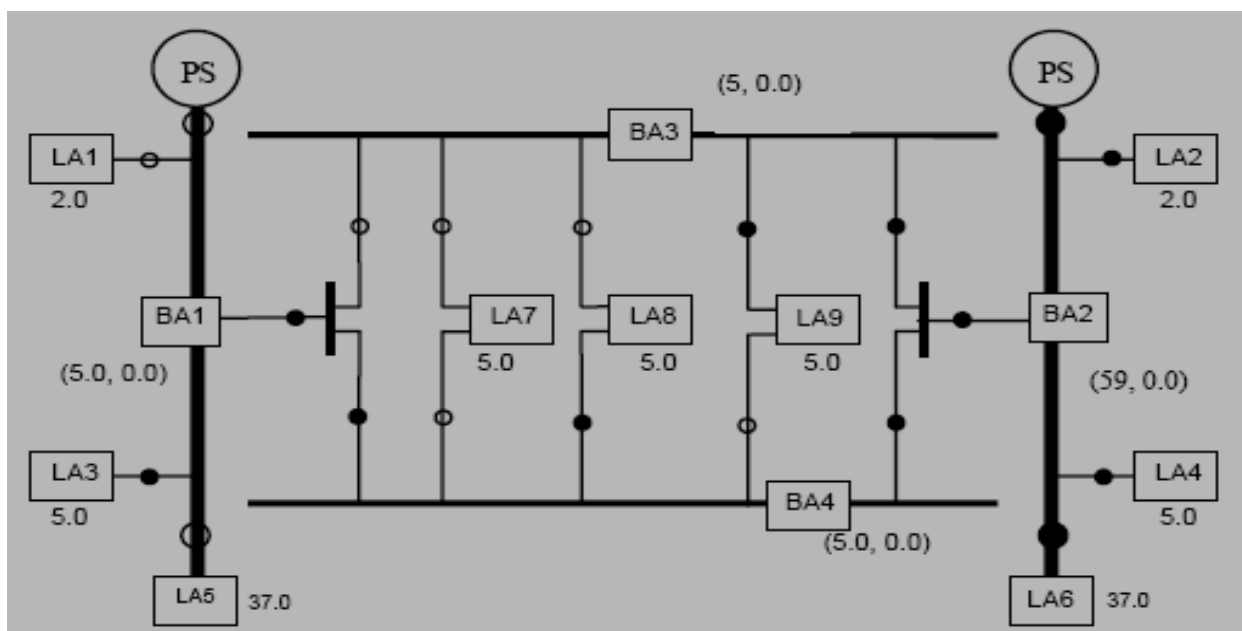 PS
PS
(5, 0.0)
BA3
LA1
2.0
LA2
2.0
BA1
(5.0, 0.0)
LA7
5.0
LA8
5.0
LA9
5.0
BA2
(59, 0.0)
LA3
5.0
LA4
5.0
BA4
(5.0, 0.0)
LA5
37.0
LA6
37.0